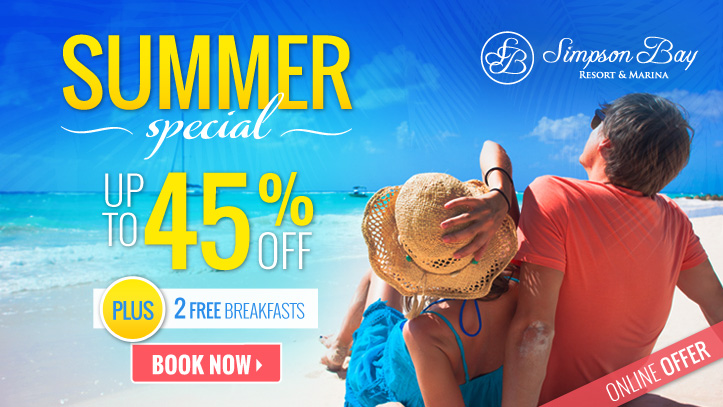 SUMMER
special
UP TO 45% OFF
PLUS 2 FREE BREAKFASTS
BOOK NOW
SB Simpson Bay
RESORT & MARINA
ONLINE OFFER